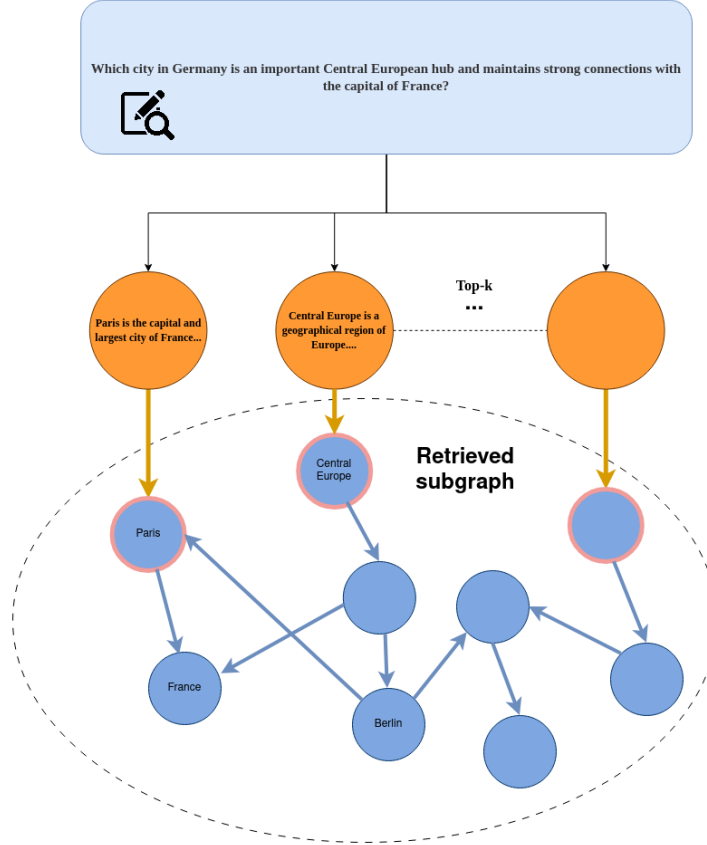 Which city in Germany is an important Central European hub and maintains strong connections with
the capital of France?
Top-k
...
Paris is the capital and
largest city of France...
Central Europe is a
geographical region of
Europe....
Retrieved
subgraph
Central
Europe
Paris
France
Berlin